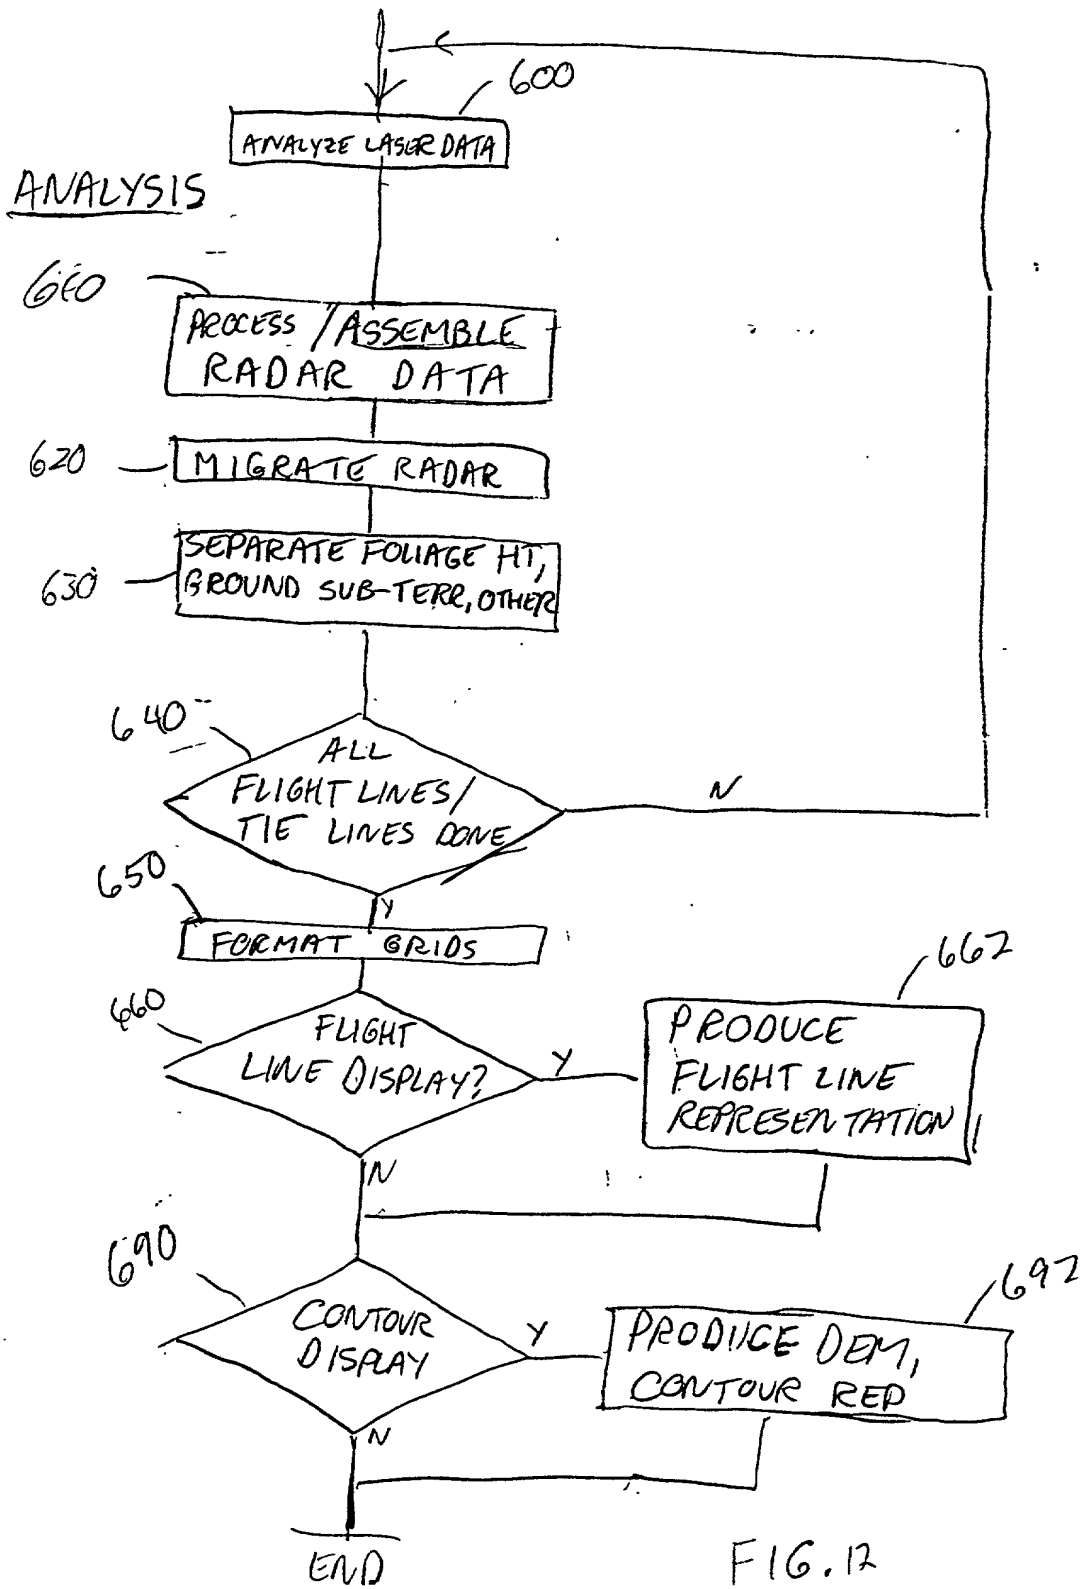 600
ANALYZE LASER DATA
ANALYSIS
610
PROCESS / ASSEMBLE
RADAR DATA
620
MIGRATE RADAR
630
SEPARATE FOLIAGE HT,
GROUND SUB-TERR, OTHER
640
ALL
FLIGHT LINES/
TIE LINES DONE
N
Y
650
FORMAT GRIDS
660
FLIGHT
LINE DISPLAY?
Y
N
662
PRODUCE
FLIGHT LINE
REPRESENTATION
690
CONTOUR
DISPLAY
Y
N
692
PRODUCE DEM,
CONTOUR REP
END
FIG. 12